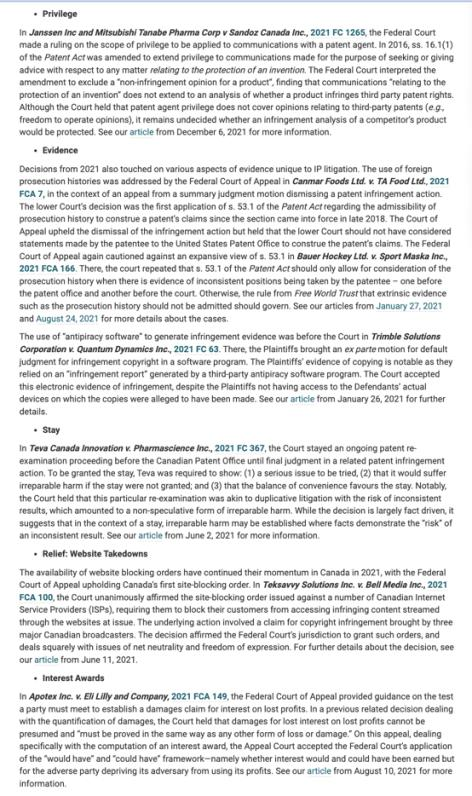 • Privilege
In Janssen Inc and Mitsubishi Tanabe Pharma Corp v Sandoz Canada Inc., 2021 FC 1265, the Federal Court
made a ruling on the scope of privilege to be applied to communications with a patent agent. In 2016, ss. 16.1(1)
of the Patent Act was amended to extend privilege to communications made for the purpose of seeking or giving
advice with respect to any matter relating to the protection of an invention. The Federal Court interpreted the
amendment to exclude a "non-infringement opinion for a product", finding that communications "relating to the
protection of an invention" does not extend to an analysis of whether a product infringes third party patent rights.
Although the Court held that patent agent privilege does not cover opinions relating to third-party patents (e.g.,
freedom to operate opinions), it remains undecided whether an infringement analysis of a competitor's product
would be protected. See our article from December 6, 2021 for more information.
• Evidence
Decisions from 2021 also touched on various aspects of evidence unique to IP litigation. The use of foreign
prosecution histories was addressed by the Federal Court of Appeal in Canmar Foods Ltd. v. TA Food Ltd., 2021
FCA 7, in the context of an appeal from a summary judgment motion dismissing a patent infringement action.
The lower Court's decision was the first application of s. 53.1 of the Patent Act regarding the admissibility of
prosecution history to construe a patent's claims since the section came into force in late 2018. The Court of
Appeal upheld the dismissal of the infringement action but held that the lower Court should not have considered
statements made by the patentee to the United States Patent Office to construe the patent's claims. The Federal
Court of Appeal again cautioned against an expansive view of s. 53.1 in Bauer Hockey Ltd. v. Sport Maska Inc.,
2021 FCA 166. There, the court repeated that s. 53.1 of the Patent Act should only allow for consideration of the
prosecution history when there is evidence of inconsistent positions being taken by the patentee – one before
the patent office and another before the court. Otherwise, the rule from Free World Trust that extrinsic evidence
such as the prosecution history should not be admitted should govern. See our articles from January 27, 2021
and August 24, 2021 for more details about the cases.
The use of "antipiracy software" to generate infringement evidence was before the Court in Trimble Solutions
Corporation v. Quantum Dynamics Inc., 2021 FC 63. There, the Plaintiffs brought an ex parte motion for default
judgment for infringement copyright in a software program. The Plaintiffs' evidence of copying is notable as they
relied on an "infringement report" generated by a third-party antipiracy software program. The Court accepted
this electronic evidence of infringement, despite the Plaintiffs not having access to the Defendants' actual
devices on which the copies were alleged to have been made. See our article from January 26, 2021 for further
details.
• Stay
In Teva Canada Innovation v. Pharmascience Inc., 2021 FC 367, the Court stayed an ongoing patent re-
examination proceeding before the Canadian Patent Office until final judgment in a related patent infringement
action. To be granted the stay, Teva was required to show: (1) a serious issue to be tried, (2) that it would suffer
irreparable harm if the stay were not granted; and (3) that the balance of convenience favours the stay. Notably,
the Court held that this particular re-examination was akin to duplicative litigation with the risk of inconsistent
results, which amounted to a non-speculative form of irreparable harm. While the decision is largely fact driven, it
suggests that in the context of a stay, irreparable harm may be established where facts demonstrate the "risk" of
an inconsistent result. See our article from June 2, 2021 for more information.
• Relief: Website Takedowns
The availability of website blocking orders have continued their momentum in Canada in 2021, with the Federal
Court of Appeal upholding Canada's first site-blocking order. In Teksavvy Solutions Inc. v. Bell Media Inc., 2021
FCA 100, the Court unanimously affirmed the site-blocking order issued against a number of Canadian Internet
Service Providers (ISPs), requiring them to block their customers from accessing infringing content streamed
through the websites at issue. The underlying action involved a claim for copyright infringement brought by three
major Canadian broadcasters. The decision affirmed the Federal Court's jurisdiction to grant such orders, and
deals squarely with issues of net neutrality and freedom of expression. For further details about the decision, see
our article from June 11, 2021.
• Interest Awards
In Apotex Inc. v. Eli Lilly and Company, 2021 FCA 149, the Federal Court of Appeal provided guidance on the test
a party must meet to establish a damages claim for interest on lost profits. In a previous related decision dealing
with the quantification of damages, the Court held that damages for lost interest on lost profits cannot be
presumed and "must be proved in the same way as any other form of loss or damage." On this appeal, dealing
specifically with the computation of an interest award, the Appeal Court accepted the Federal Court's application
of the "would have" and "could have" framework—namely whether interest would and could have been earned but
for the adverse party depriving its adversary from using its profits. See our article from August 10, 2021 for more
information.